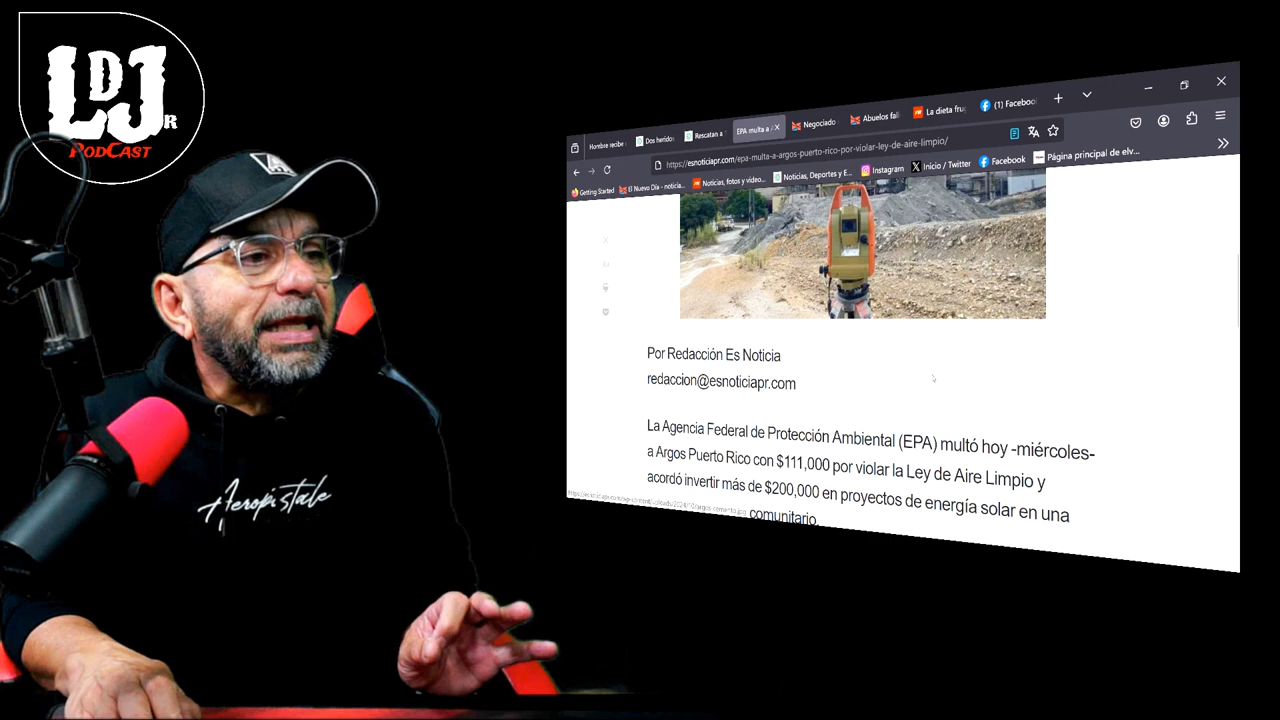 LDJR
PODCAST
Aeropostale
Hombre recibe
Dos herido
Rescatan a
EPA multa a
Negociado
Abuelos fal
La dieta fru
(1) Faceboo
https://esnoticiapr.com/epa-multa-a-argos-puerto-rico-por-violar-ley-de-aire-limpio/
Getting Started
El Nuevo Día - noticia...
Noticias, fotos y video...
Noticias, Deportes y E...
Instagram
Inicio / Twitter
Facebook
Página principal de elv...
Por Redacción Es Noticia
redaccion@esnoticiapr.com
La Agencia Federal de Protección Ambiental (EPA) multó hoy -miércoles-
a Argos Puerto Rico con $111,000 por violar la Ley de Aire Limpio y
acordó invertir más de $200,000 en proyectos de energía solar en una
comunitario